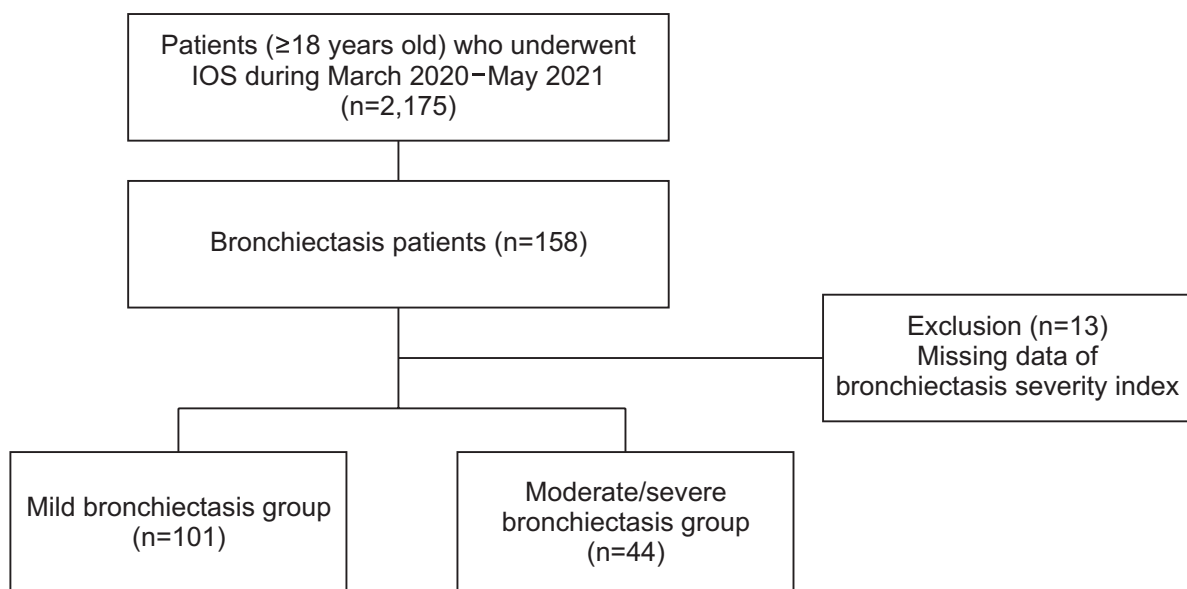 Patients (≥18 years old) who underwent
IOS during March 2020−May 2021
(n=2,175)
Bronchiectasis patients (n=158)
Exclusion (n=13)
Missing data of
bronchiectasis severity index
Mild bronchiectasis group
(n=101)
Moderate/severe
bronchiectasis group
(n=44)